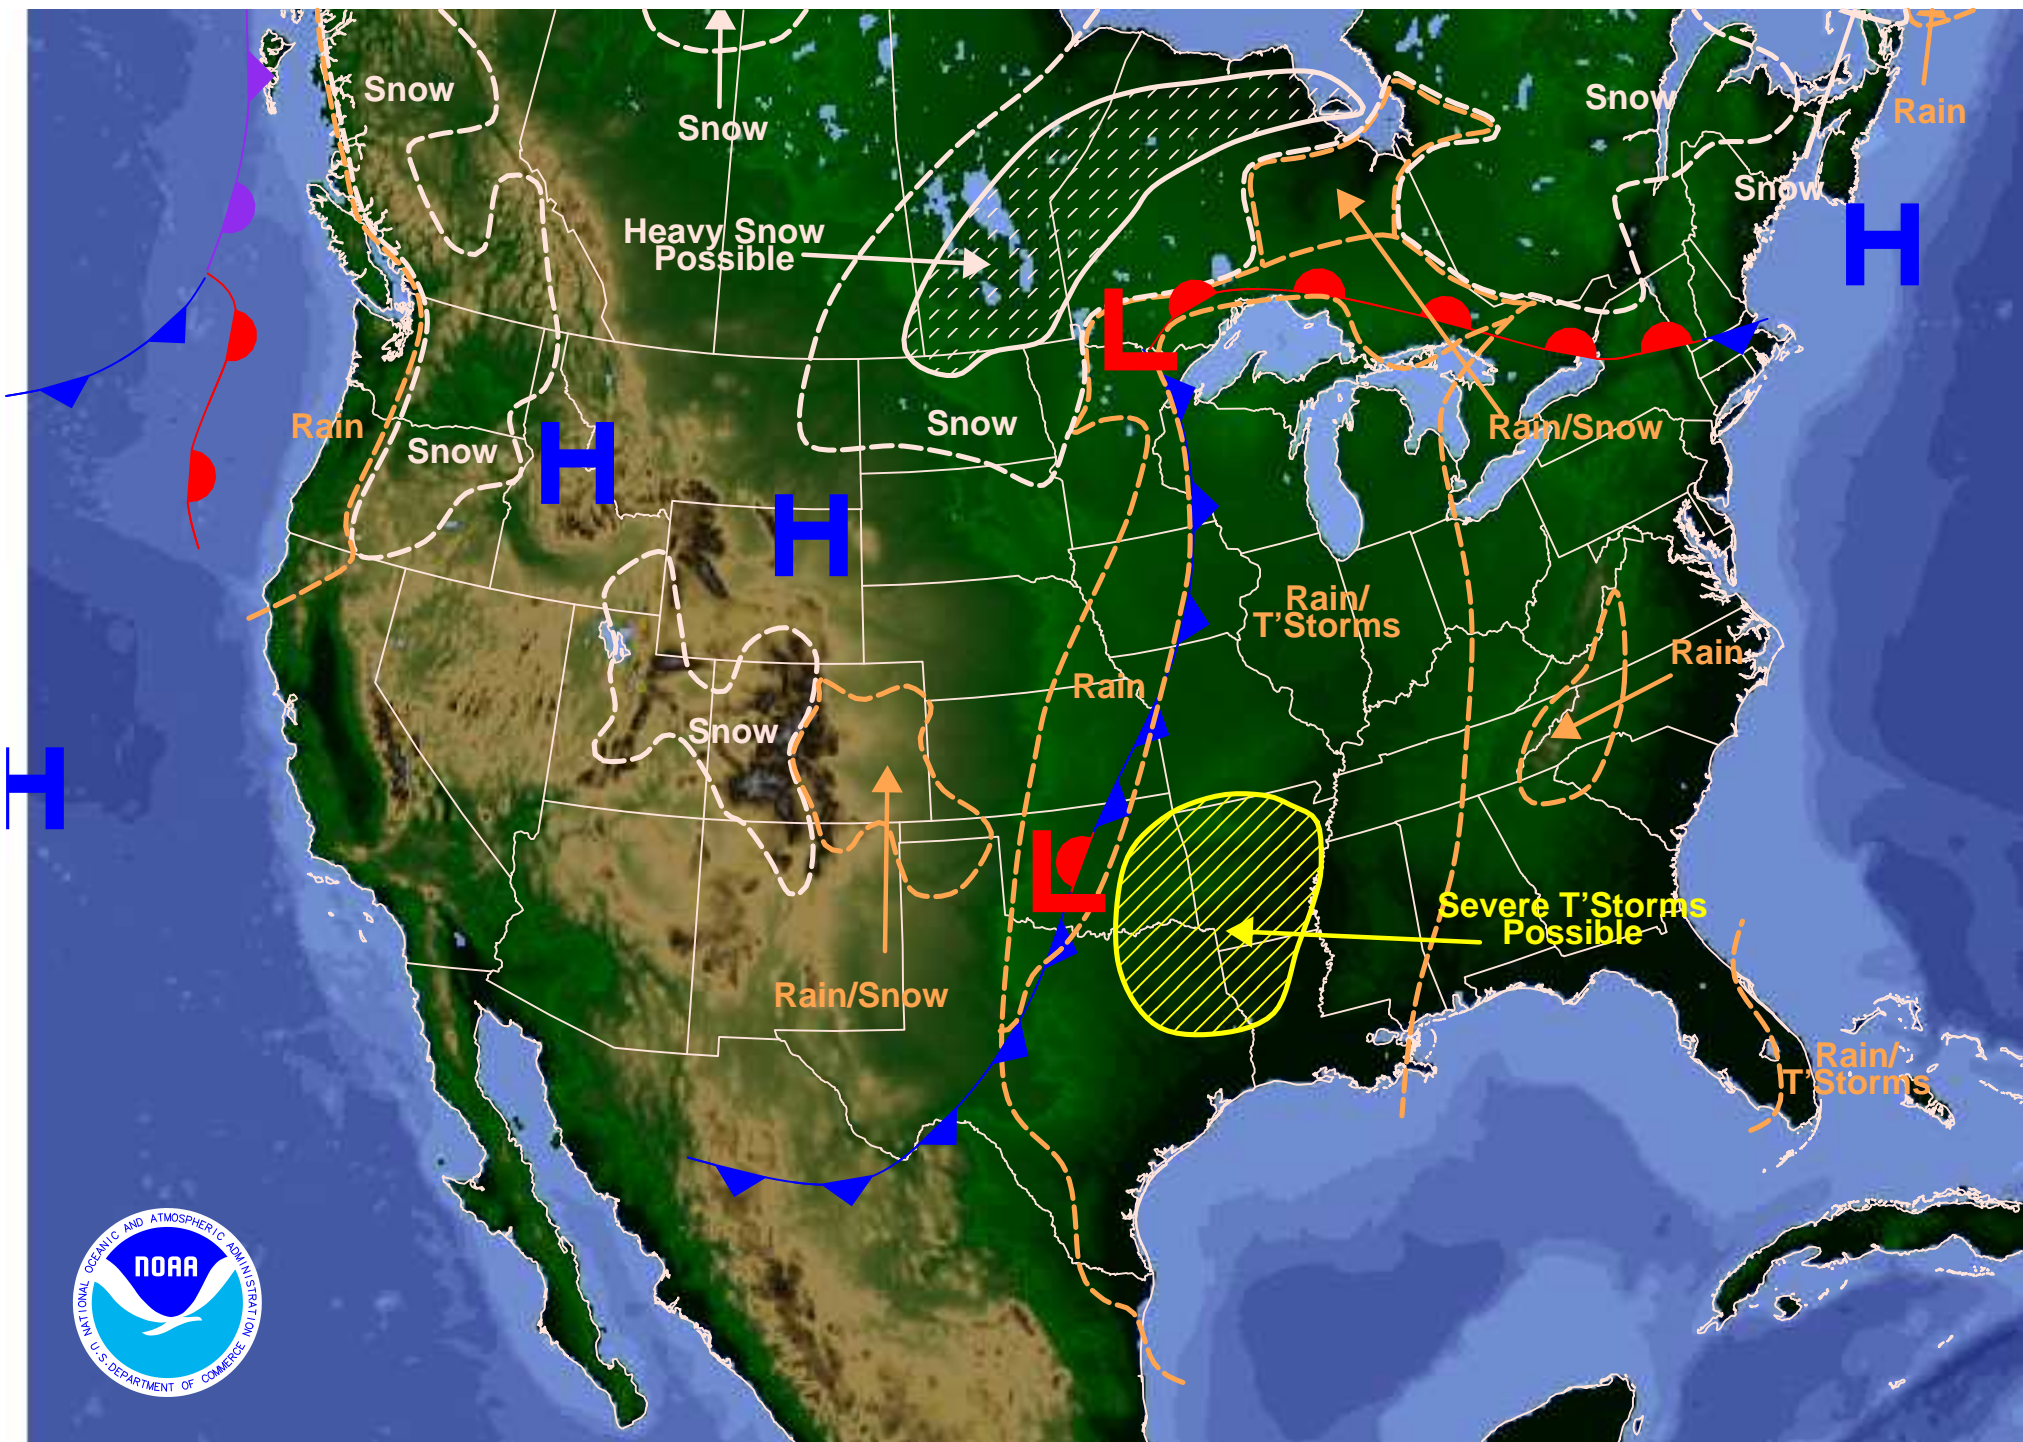 Snow
Snow
Snow
Rain
Snow
Heavy Snow
Possible
H
L
Rain
Snow
Snow
Rain/Snow
H
H
Rain/
T'Storms
Rain
Rain
Snow
H
L
Severe T'Storms
Possible
Rain/Snow
Rain/
T'Storms
NATIONAL OCEANIC AND ATMOSPHERIC ADMINISTRATION
NOAA
U.S. DEPARTMENT OF COMMERCE